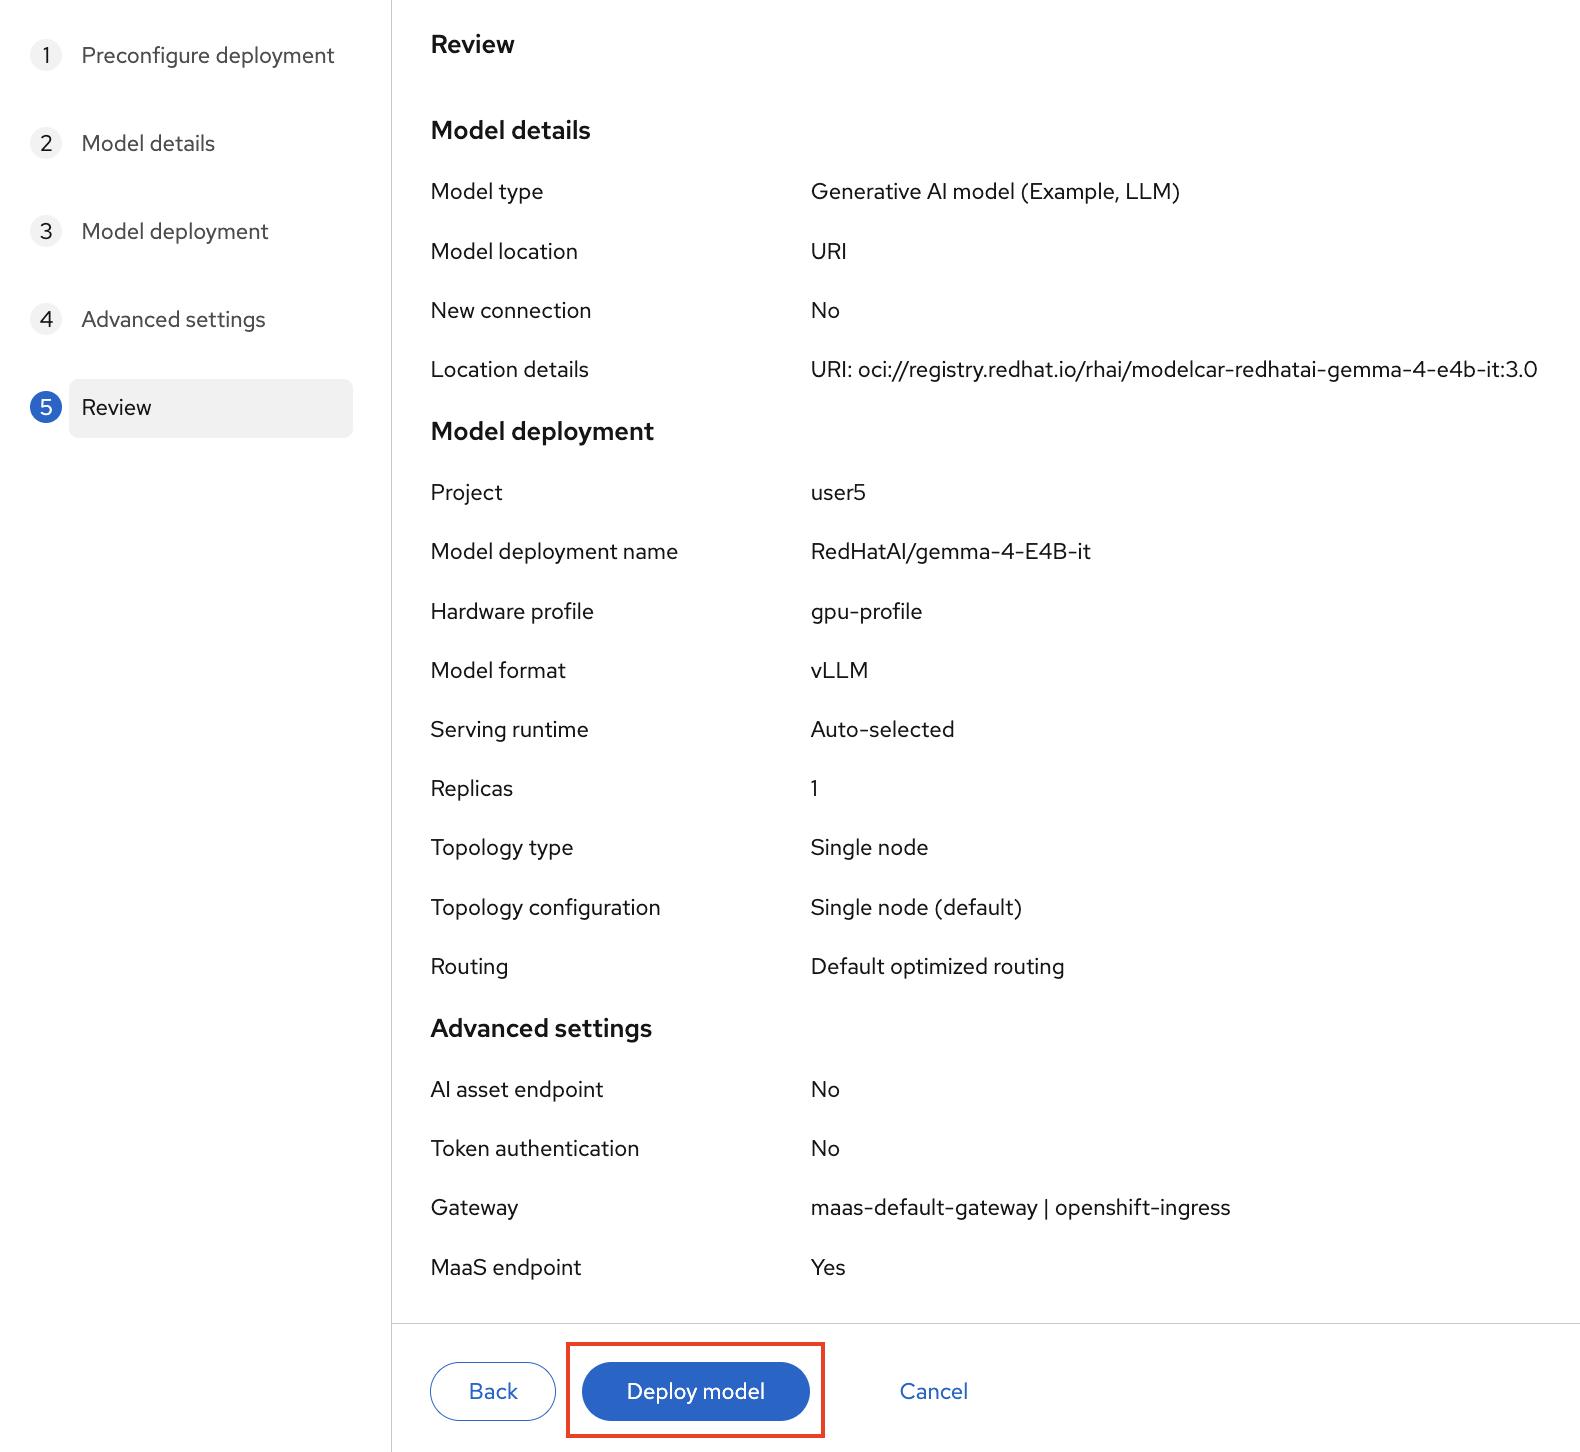 1 Preconfigure deployment
2 Model details
3 Model deployment
4 Advanced settings
5 Review
Review
Model details
Model type Generative AI model (Example, LLM)
Model location URI
New connection No
Location details URI: oci://registry.redhat.io/rhai/modelcar-redhatai-gemma-4-e4b-it:3.0
Model deployment
Project user5
Model deployment name RedHatAI/gemma-4-E4B-it
Hardware profile gpu-profile
Model format vLLM
Serving runtime Auto-selected
Replicas 1
Topology type Single node
Topology configuration Single node (default)
Routing Default optimized routing
Advanced settings
AI asset endpoint No
Token authentication No
Gateway maas-default-gateway | openshift-ingress
MaaS endpoint Yes
Back Deploy model Cancel